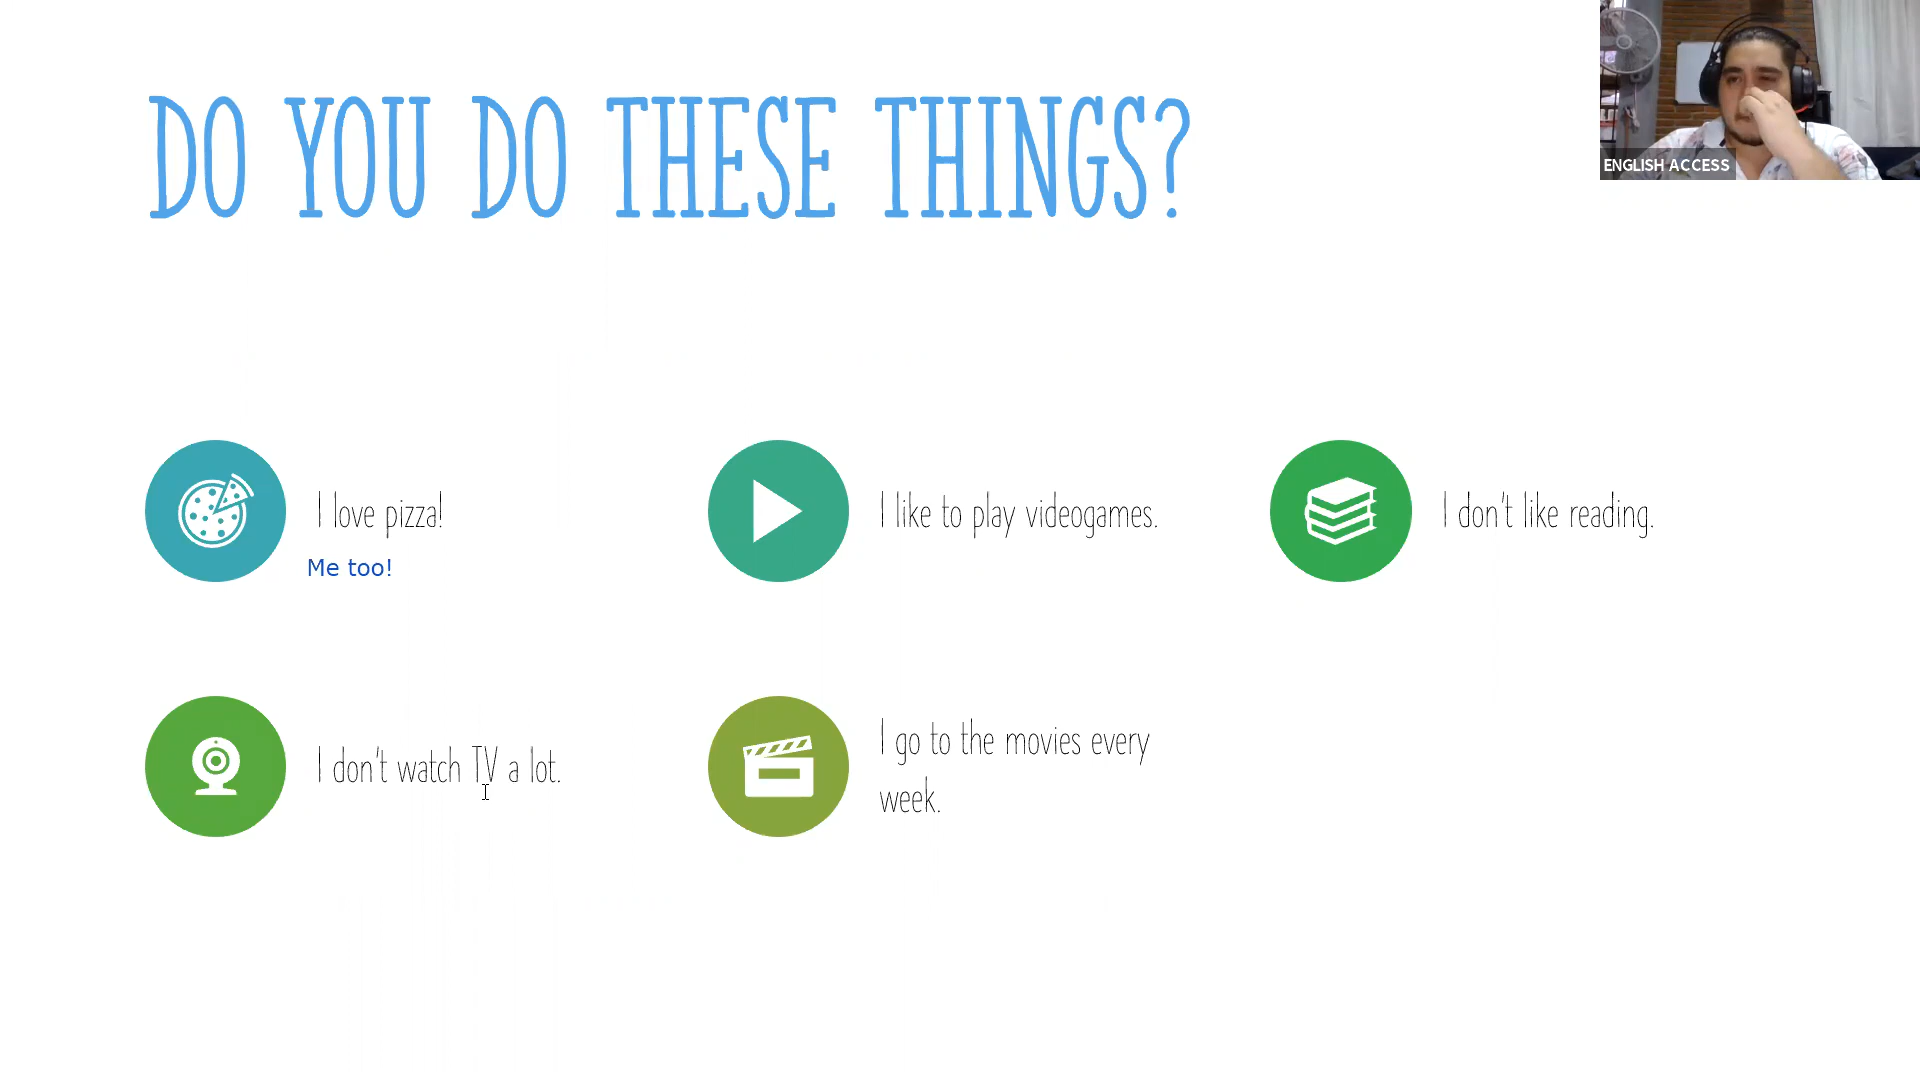 DO YOU DO THESE THINGS?
ENGLISH ACCESS
I love pizza!
Me too!
I like to play videogames.
I don't like reading.
I don't watch TV a lot.
I go to the movies every
week.